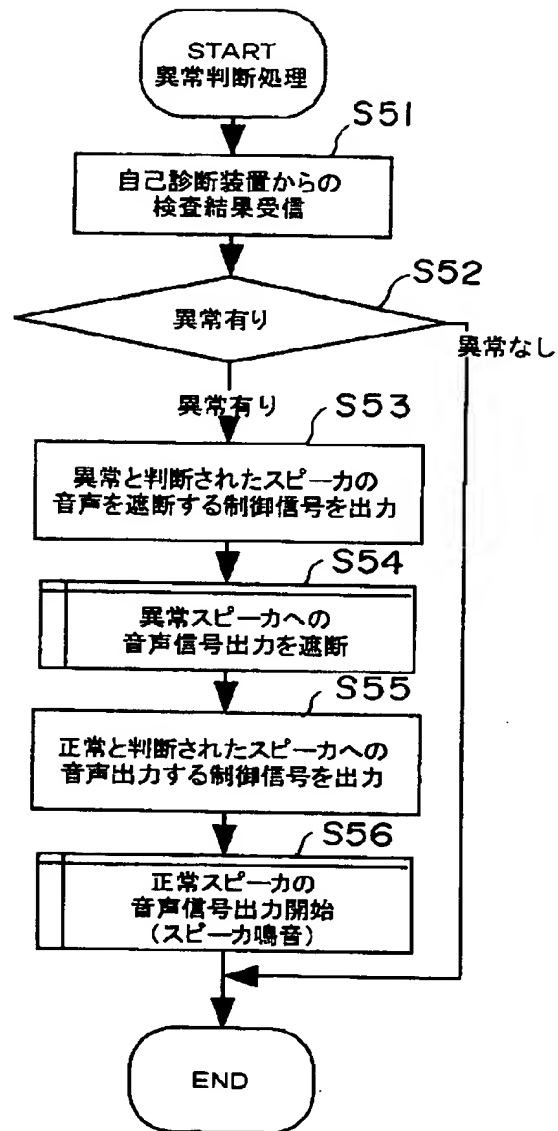 START
異常判断処理
S51
自己診断装置からの
検査結果受信
S52
異常有り
異常なし
異常有り
S53
異常と判断されたスピーカの
音声を遮断する制御信号を出力
S54
異常スピーカへの
音声信号出力を遮断
S55
正常と判断されたスピーカへの
音声出力する制御信号を出力
S56
正常スピーカの
音声信号出力開始
(スピーカ鳴音)
END